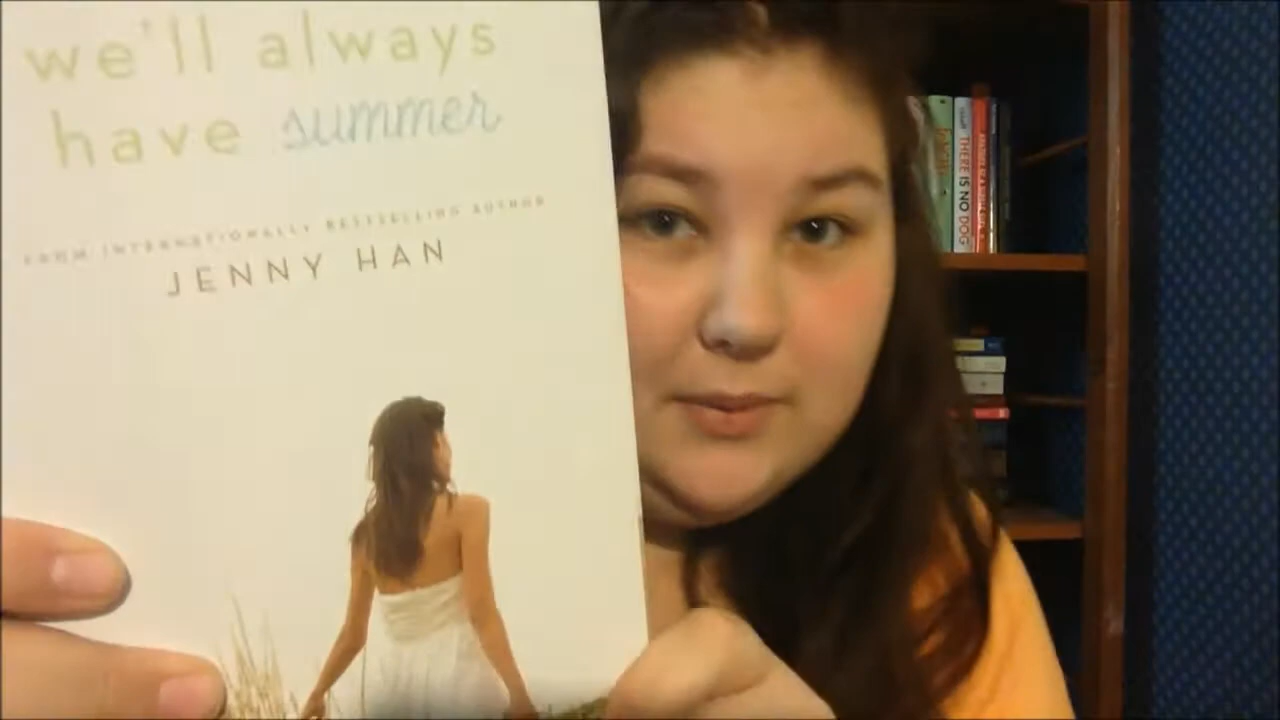 we'll always
have summer
FROM INTERNATIONALLY BESTSELLING AUTHOR
JENNY HAN
THERE IS NO DOG